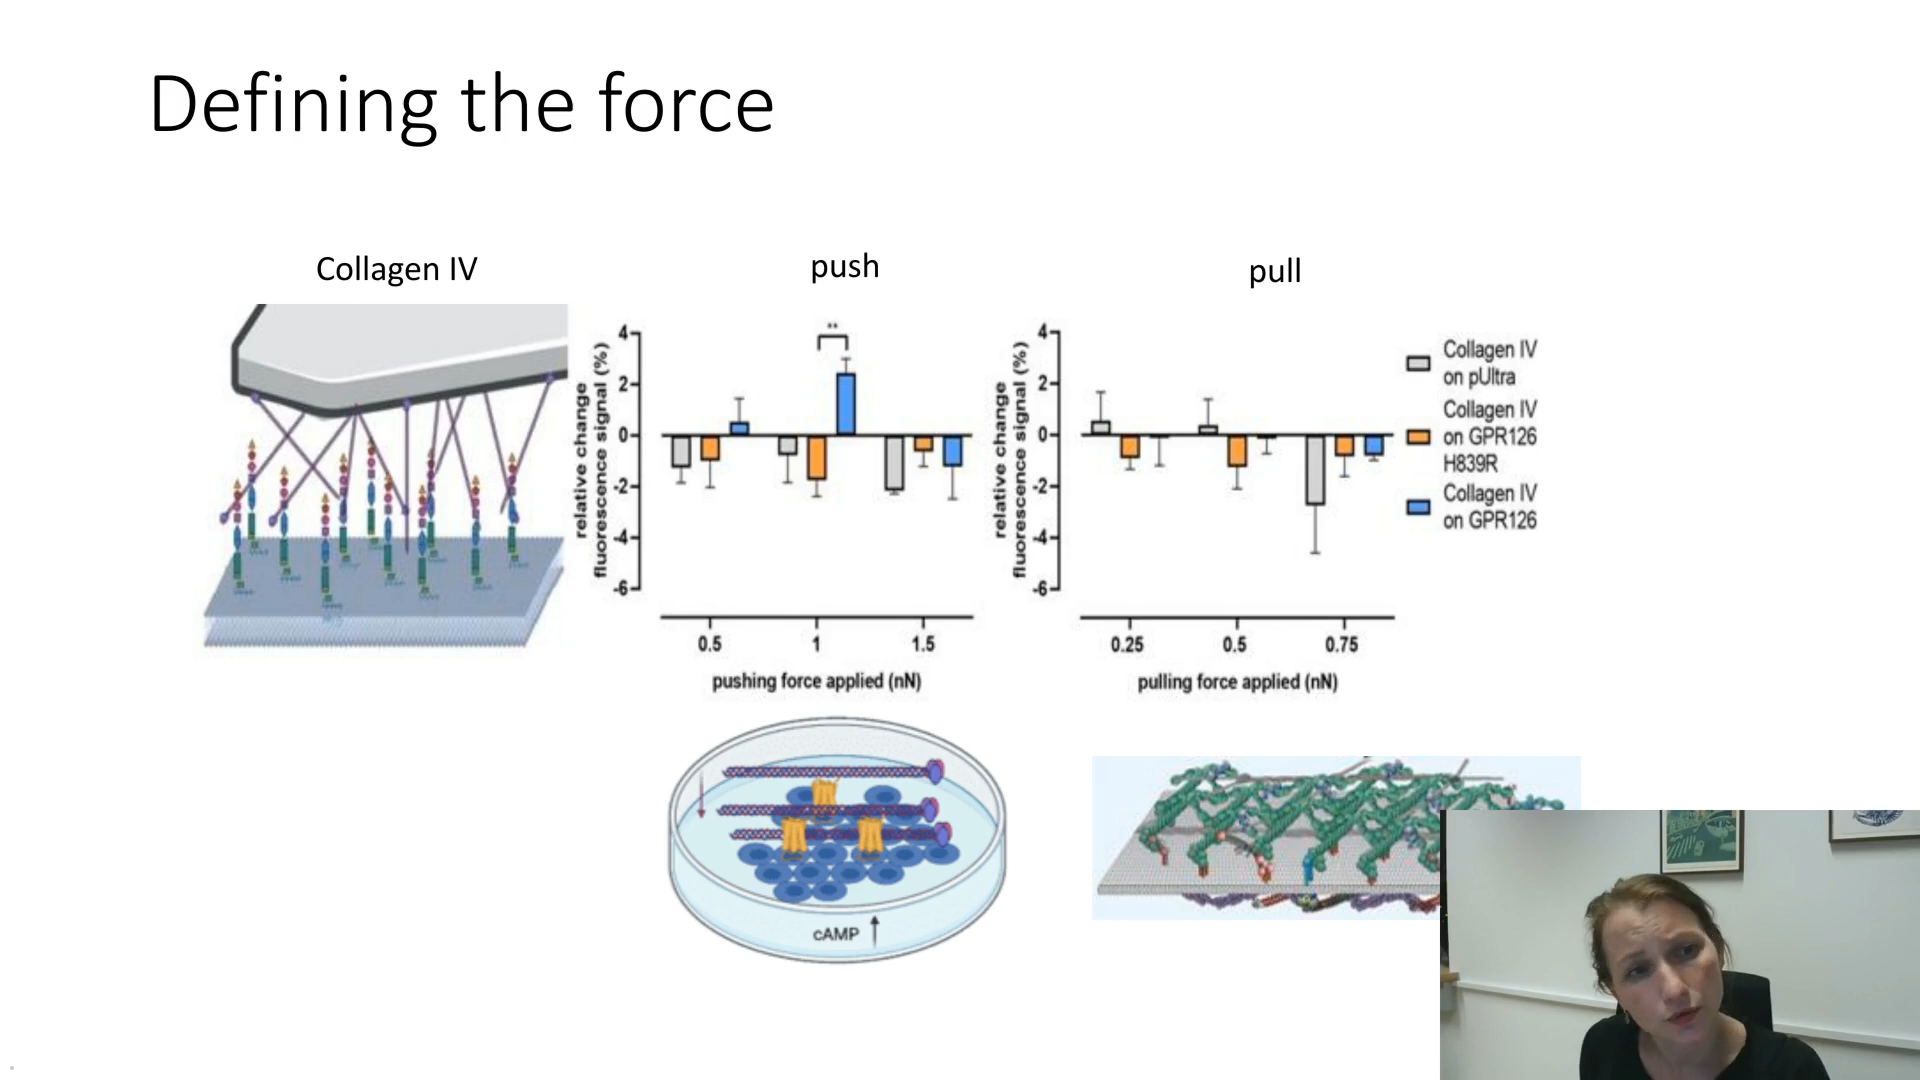 Defining the force
Collagen IV
push
pull
relative change
fluorescence signal (%)
4
2
0
-2
-4
-6
**
0.5
1
1.5
pushing force applied (nN)
relative change
fluorescence signal (%)
4
2
0
-2
-4
-6
0.25
0.5
0.75
pulling force applied (nN)
Collagen IV
on pUltra
Collagen IV
on GPR126
H839R
Collagen IV
on GPR126
cAMP